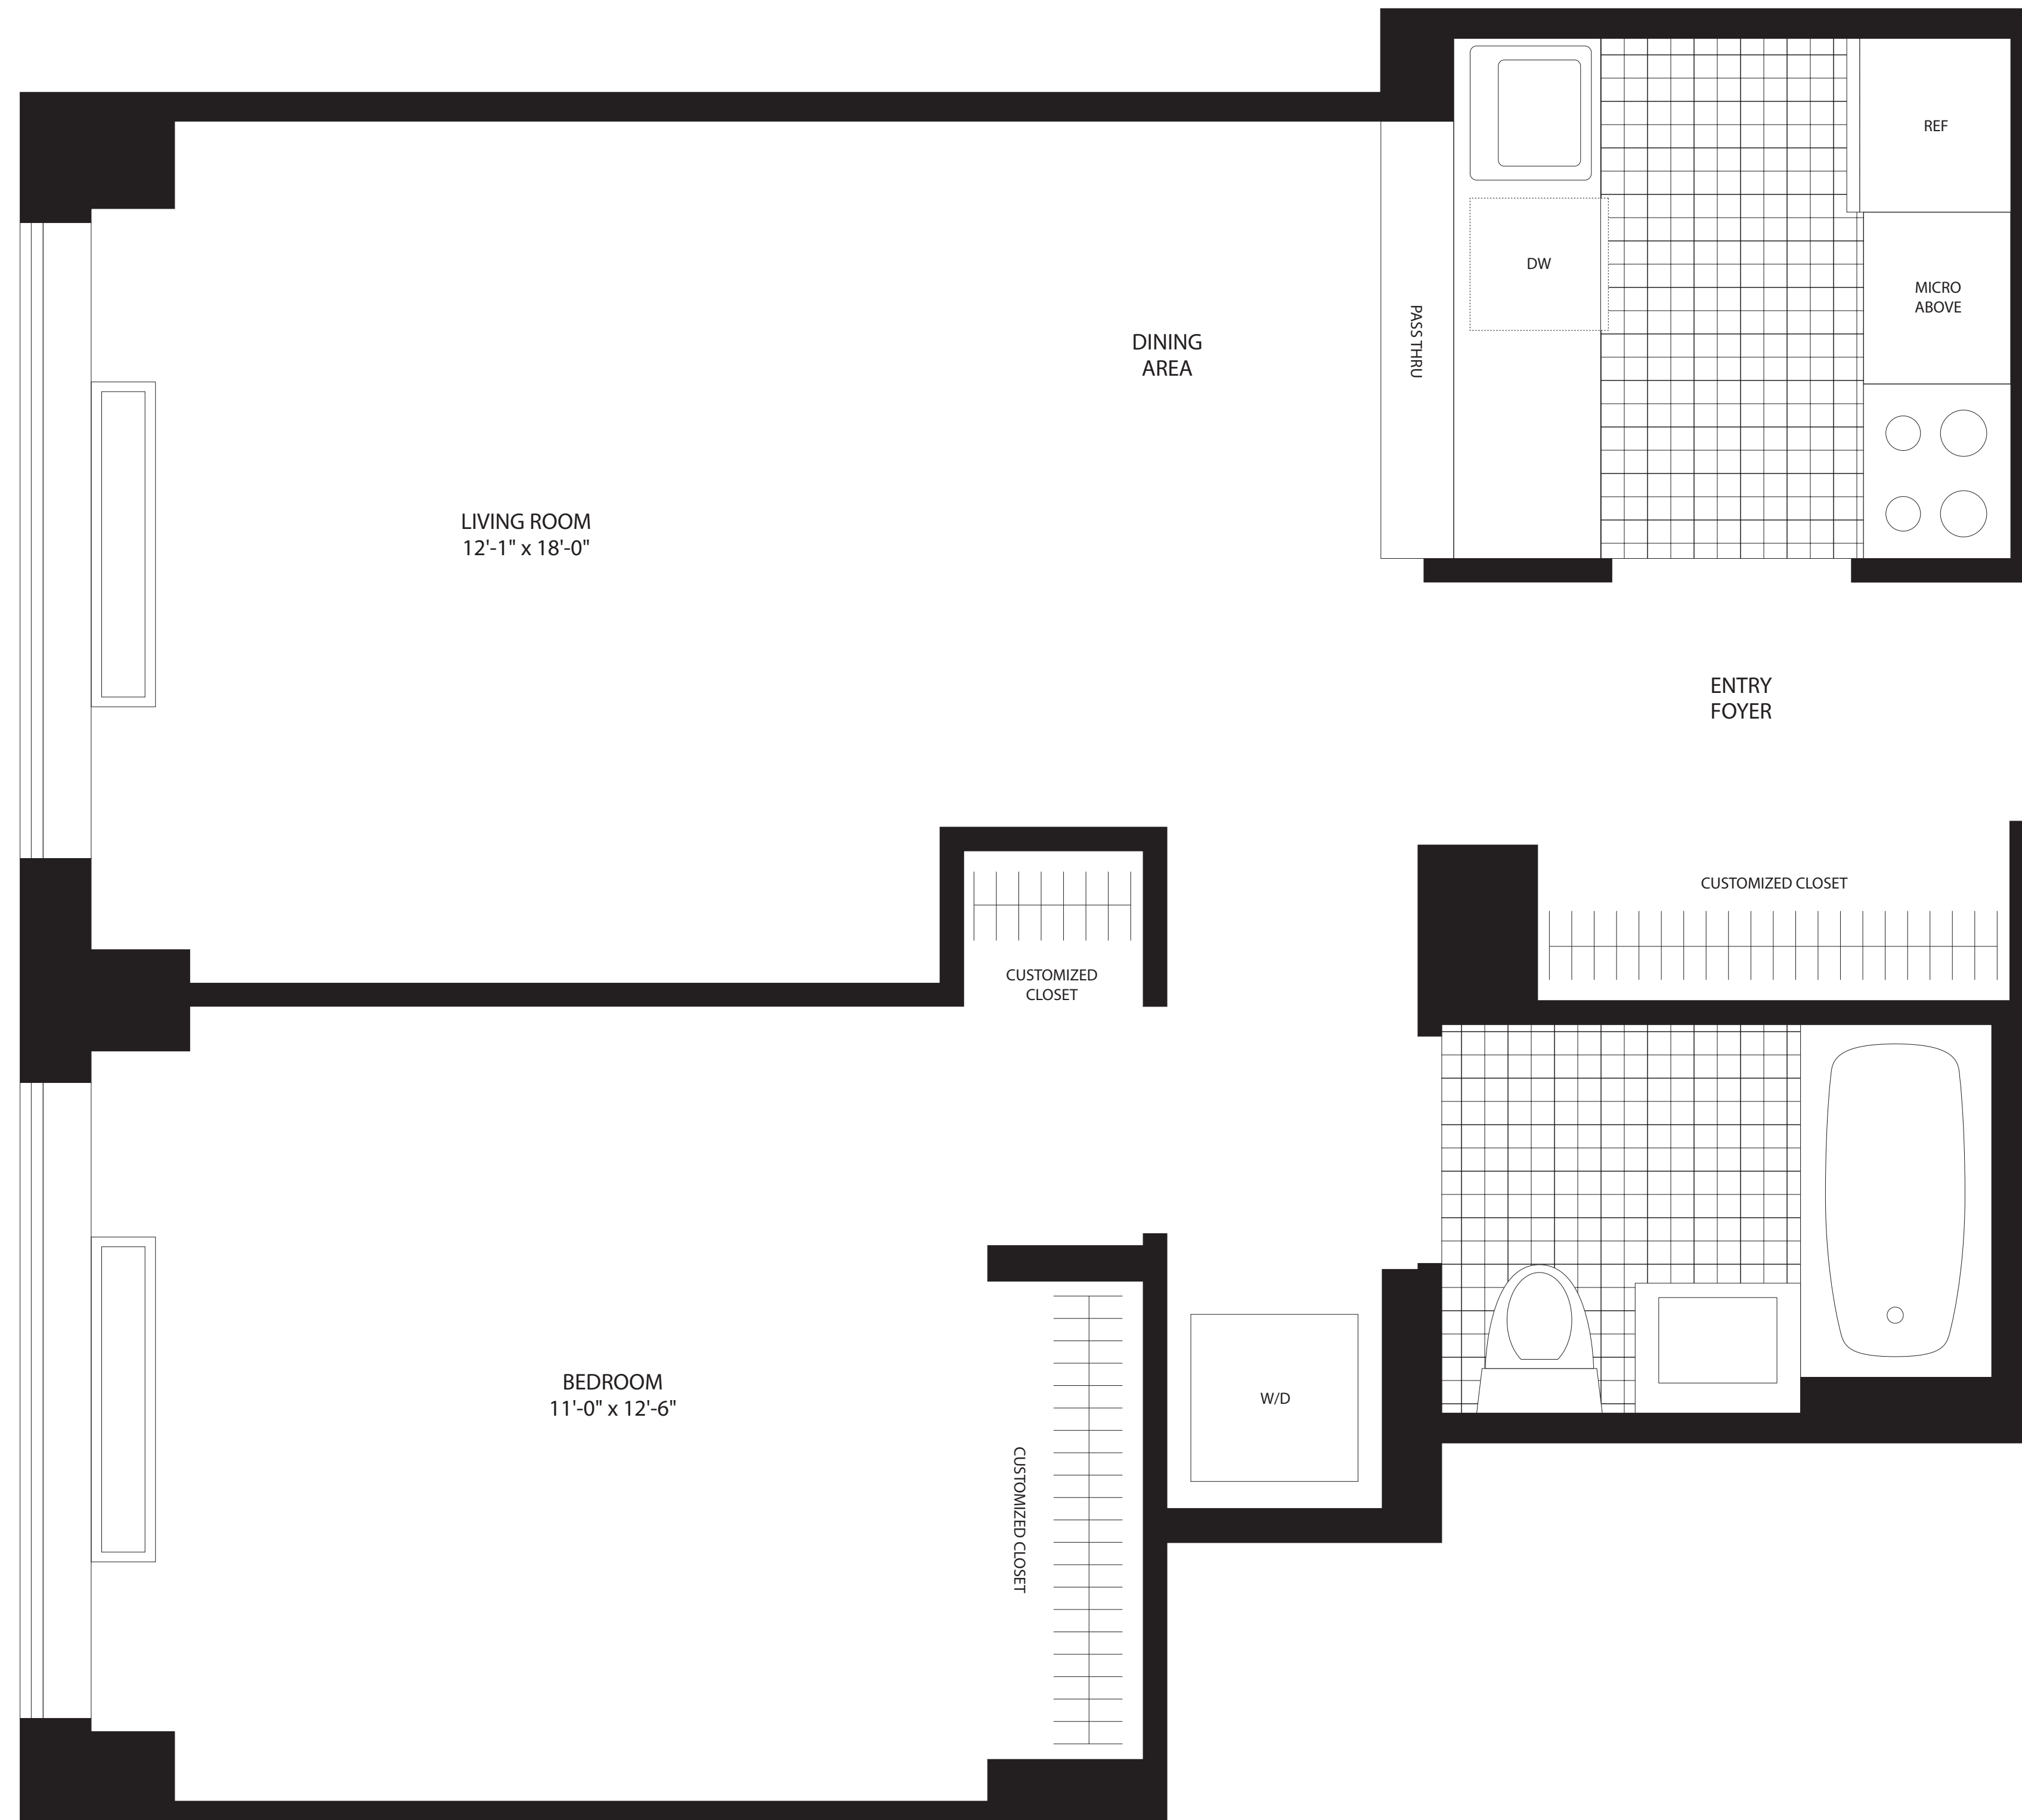 REF
DW
MICRO
ABOVE
PASS THRU
DINING
AREA
LIVING ROOM
12'-1" x 18'-0"
ENTRY
FOYER
CUSTOMIZED CLOSET
CUSTOMIZED
CLOSET
BEDROOM
11'-0" x 12'-6"
W/D
CUSTOMIZED CLOSET